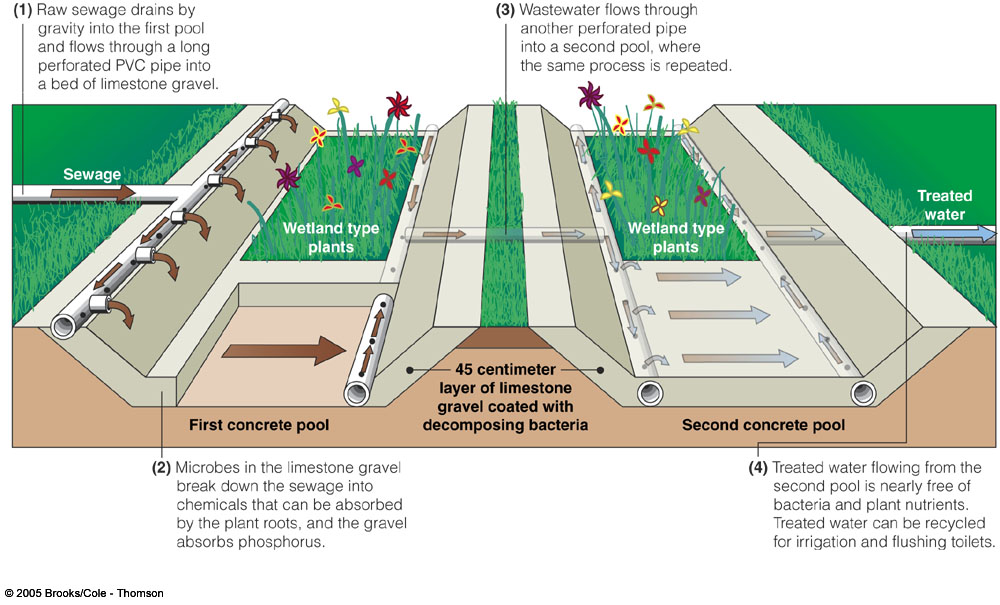 (1) Raw sewage drains by
gravity into the first pool
and flows through a long
perforated PVC pipe into
a bed of limestone gravel.
(3) Wastewater flows through
another perforated pipe
into a second pool, where
the same process is repeated.
Sewage
Wetland type
plants
Wetland type
plants
Treated
water
45 centimeter
layer of limestone
gravel coated with
decomposing bacteria
First concrete pool
Second concrete pool
(2) Microbes in the limestone gravel
break down the sewage into
chemicals that can be absorbed
by the plant roots, and the gravel
absorbs phosphorus.
(4) Treated water flowing from the
second pool is nearly free of
bacteria and plant nutrients.
Treated water can be recycled
for irrigation and flushing toilets.
© 2005 Brooks/Cole - Thomson